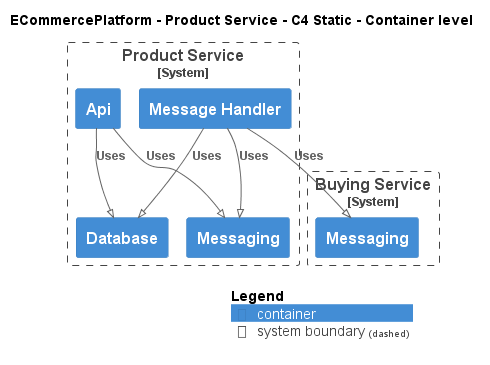 ECommercePlatform - Product Service - C4 Static - Container level
Product Service
[System]
Api
Message Handler
Uses
Uses
Uses
Uses
Uses
Buying Service
[System]
Database
Messaging
Messaging
Legend
container
system boundary (dashed)